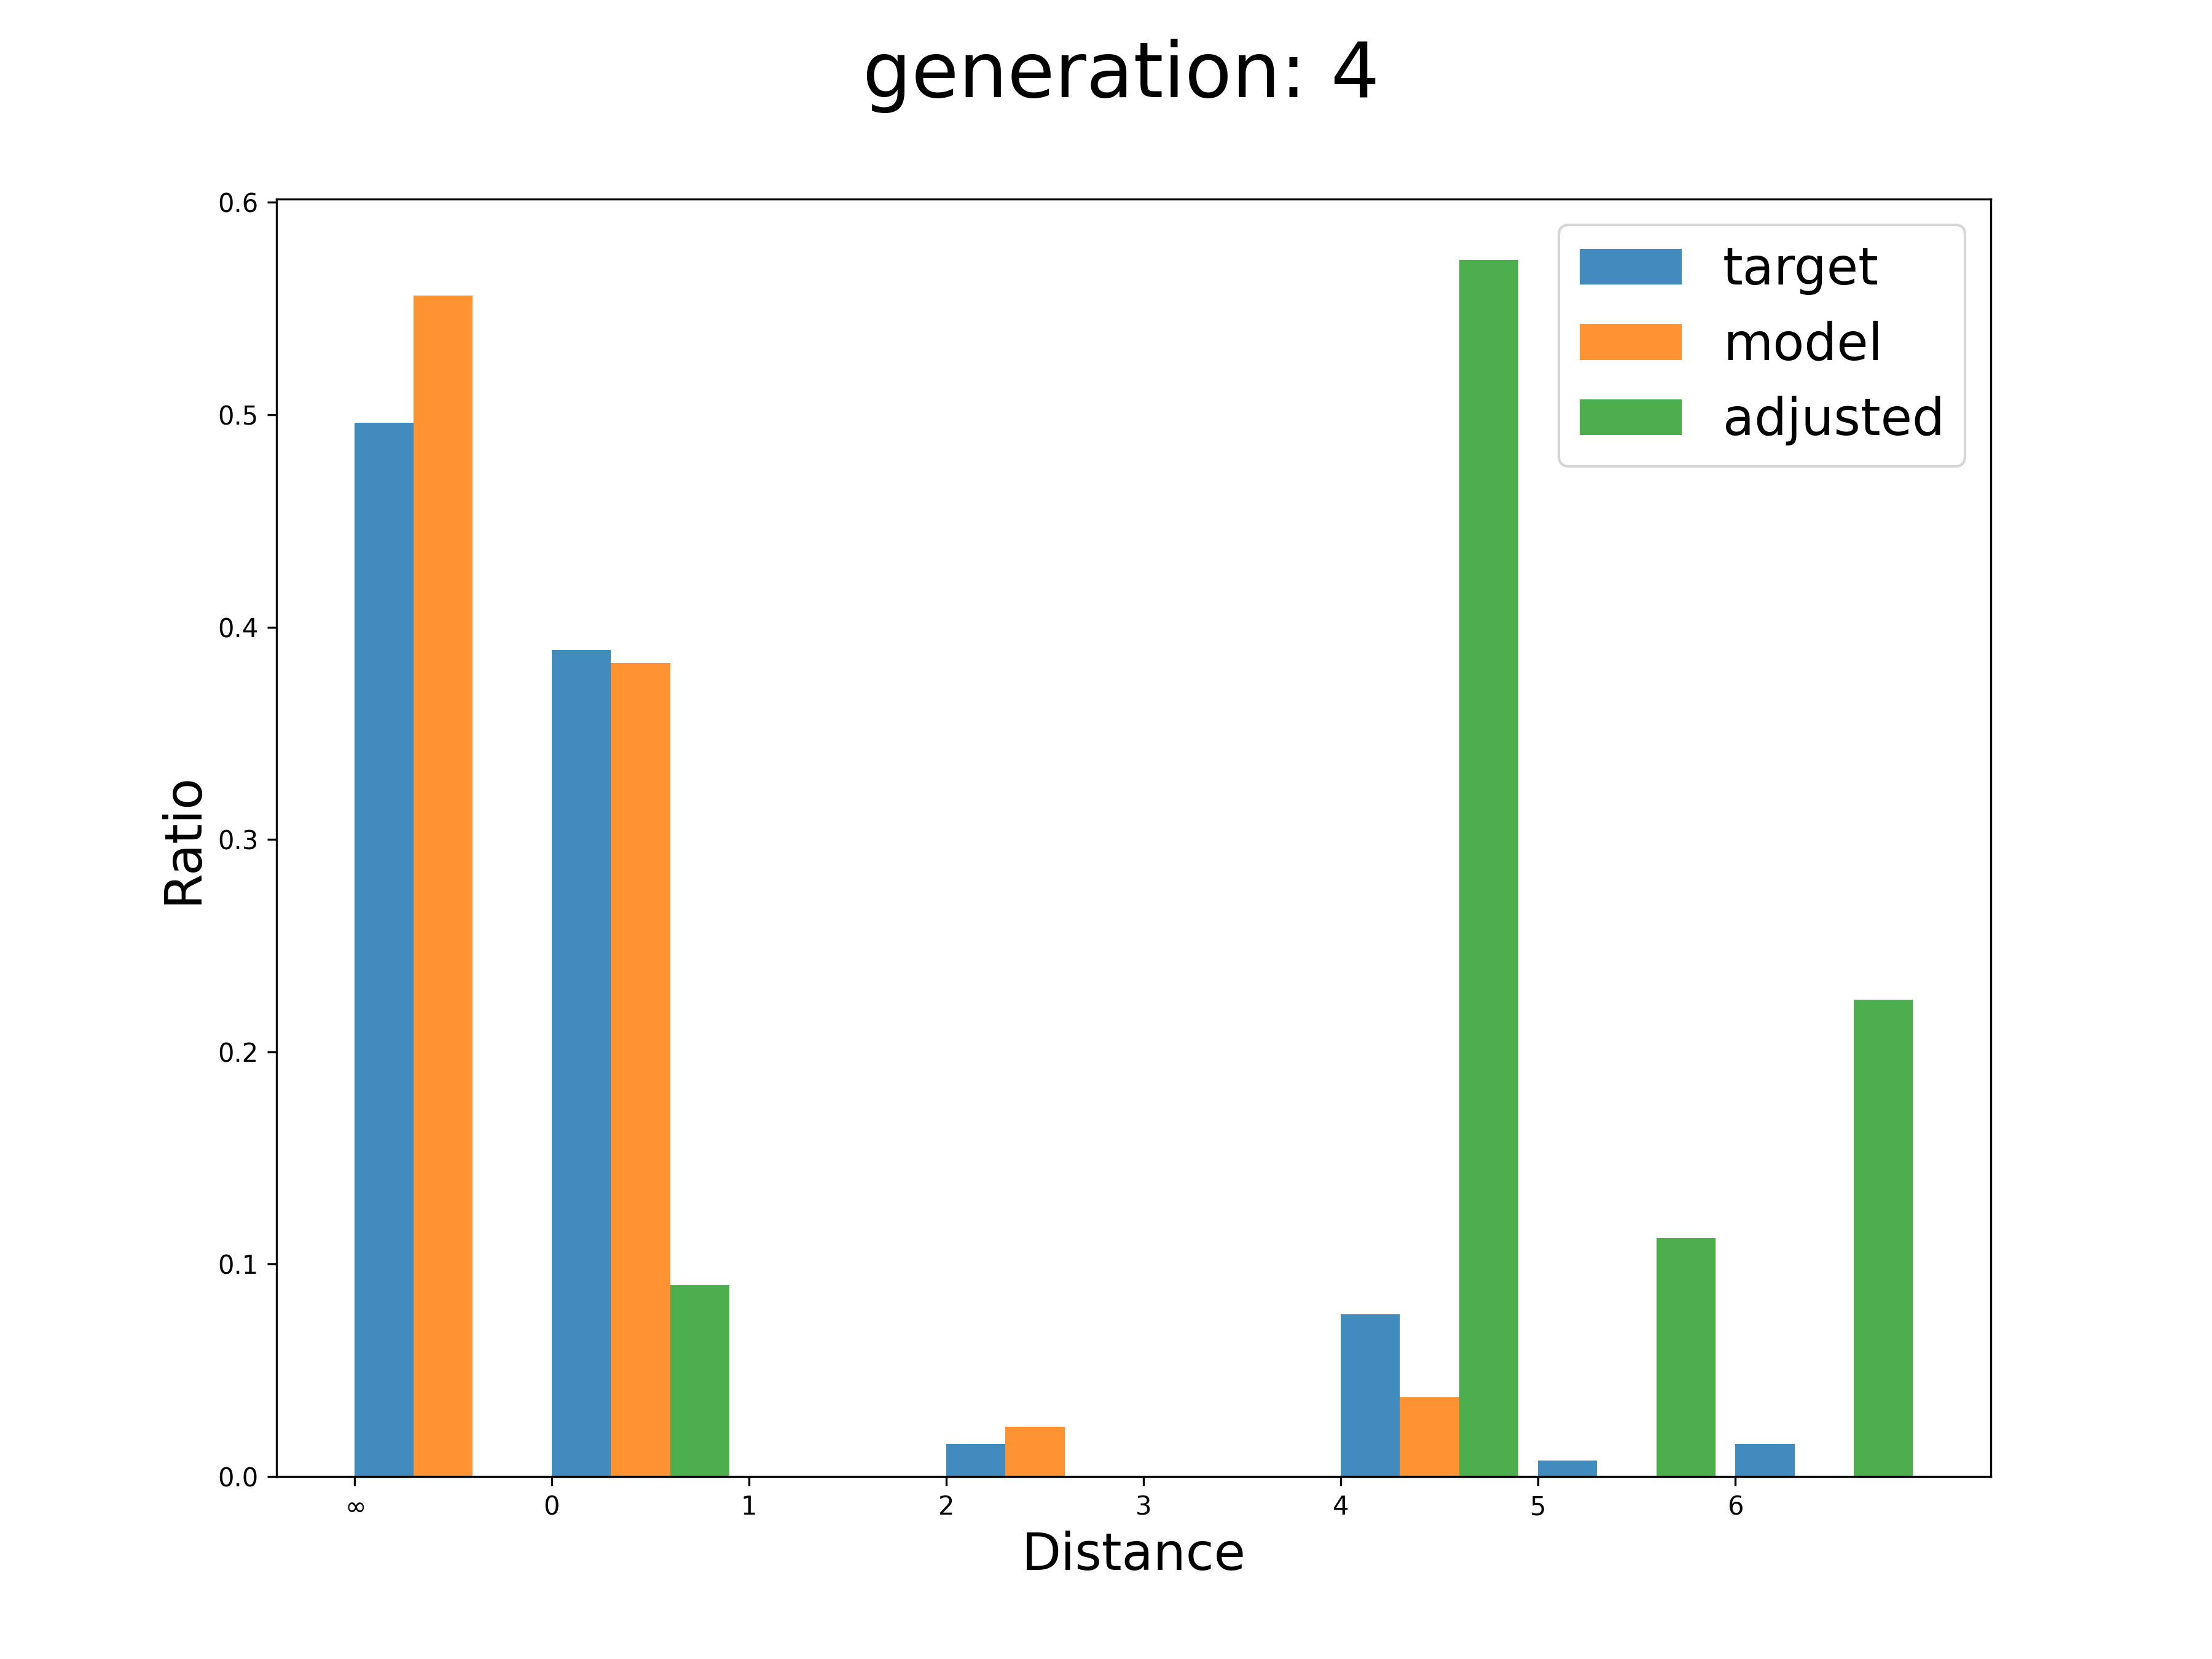 generation: 4
target
model
adjusted
Ratio
0.6
0.5
0.4
0.3
0.2
0.1
0.0
∞ 0 1 2 3 4 5 6
Distance